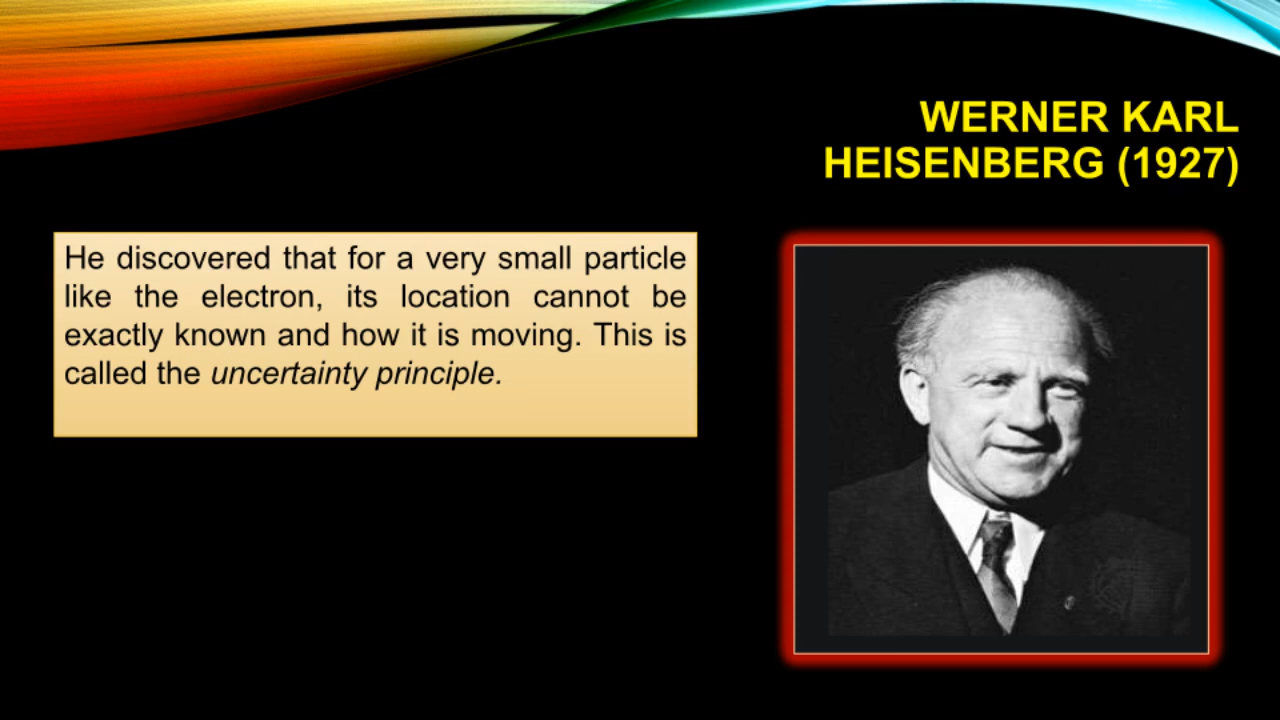 WERNER KARL
HEISENBERG (1927)
He discovered that for a very small particle
like the electron, its location cannot be
exactly known and how it is moving. This is
called the uncertainty principle.